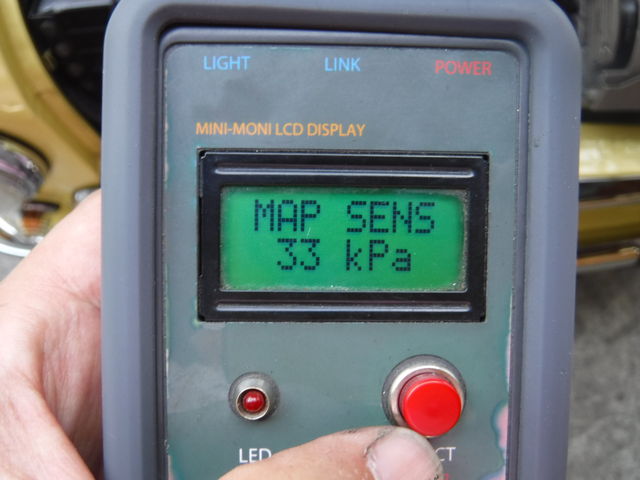 LIGHT LINK POWER
MINI-MONI LCD DISPLAY
MAP SENS
33 kPa
LED